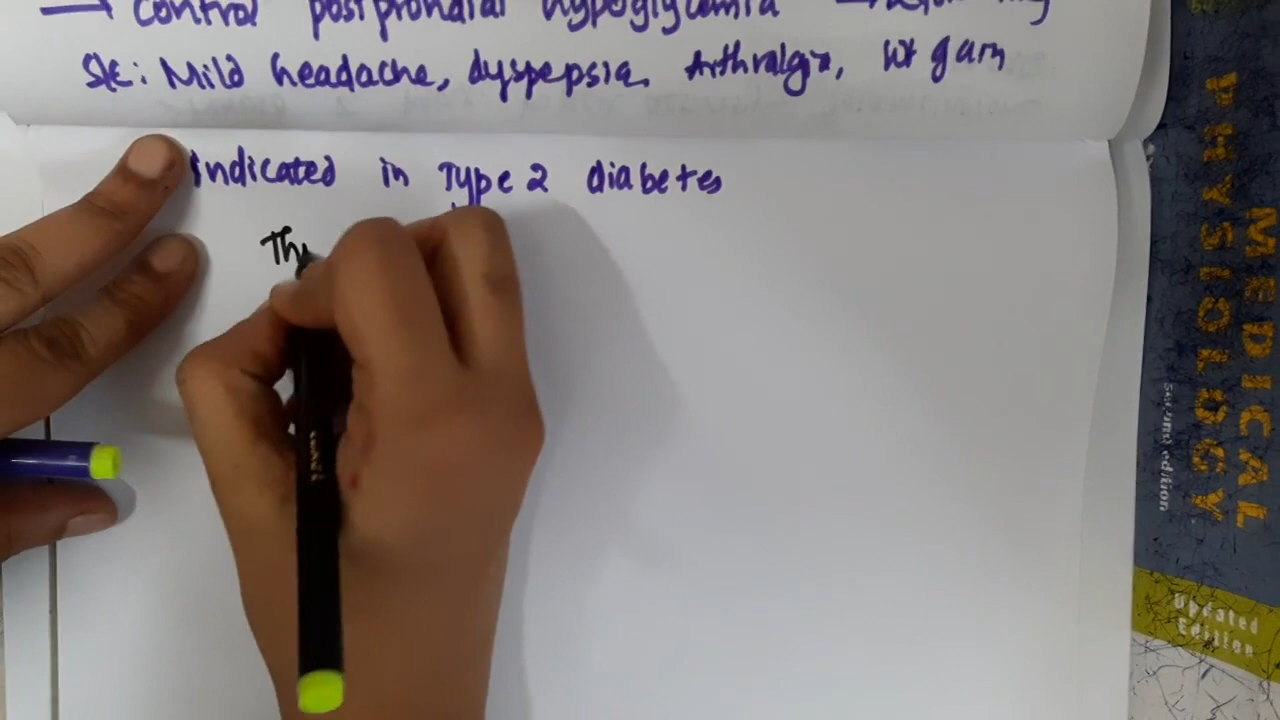 → control postprandial hypoglycemia →
S/E: Mild headache, dyspepsia, Arthralgia, wt gain
Indicated in Type 2 diabetes
Th
MEDICAL
PHYSIOLOGY
second edition
Updated
Edition